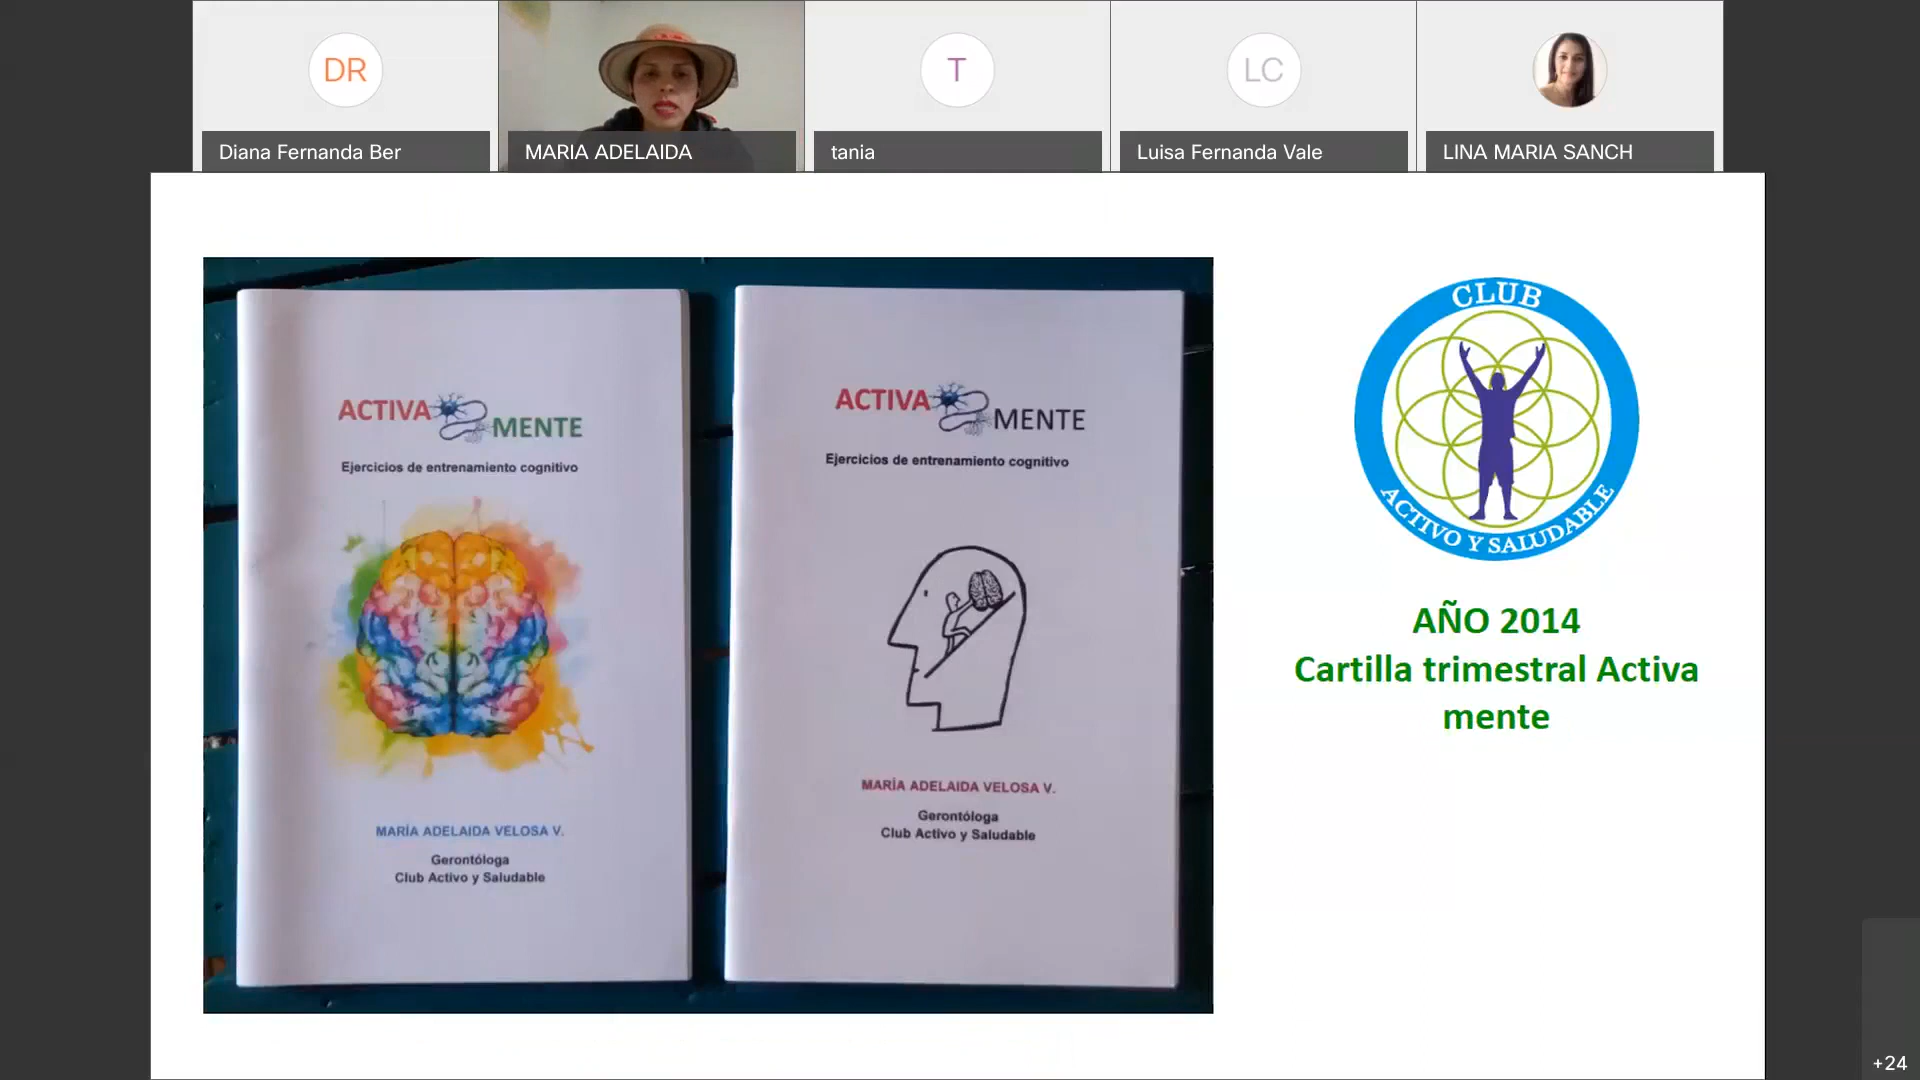 DR
Diana Fernanda Ber
MARIA ADELAIDA
T
tania
LC
Luisa Fernanda Vale
LINA MARIA SANCH
ACTIVA
MENTE
Ejercicios de entrenamiento cognitivo
MARÍA ADELAIDA VELOSA V.
Gerontóloga
Club Activo y Saludable
ACTIVA
MENTE
Ejercicios de entrenamiento cognitivo
MARÍA ADELAIDA VELOSA V.
Gerontóloga
Club Activo y Saludable
CLUB
ACTIVO Y SALUDABLE
AÑO 2014
Cartilla trimestral Activa
mente
+24